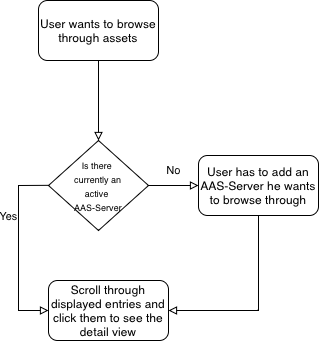 User wants to browse
through assets
Is there
currently an
active
AAS-Server
No
User has to add an
AAS-Server he wants
to browse through
Yes
Scroll through
displayed entries and
click them to see the
detail view